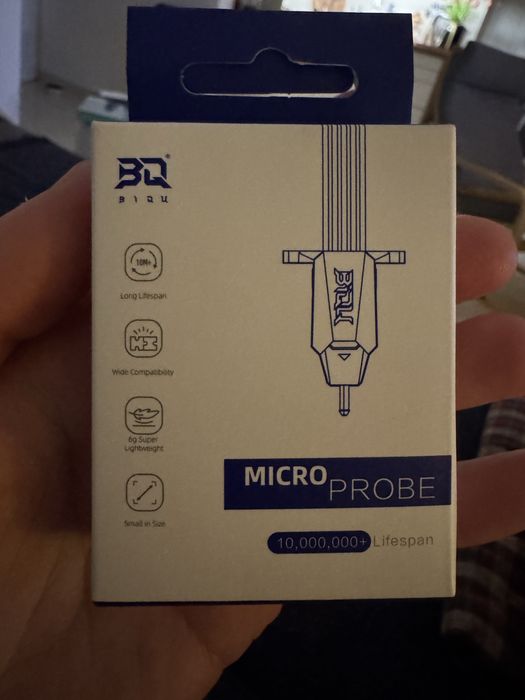 BQ®
BIQU
10M+
Long Lifespan
Wide Compatibility
6g Super
Lightweight
Small in Size
BIQU
MICRO PROBE
10,000,000+ Lifespan